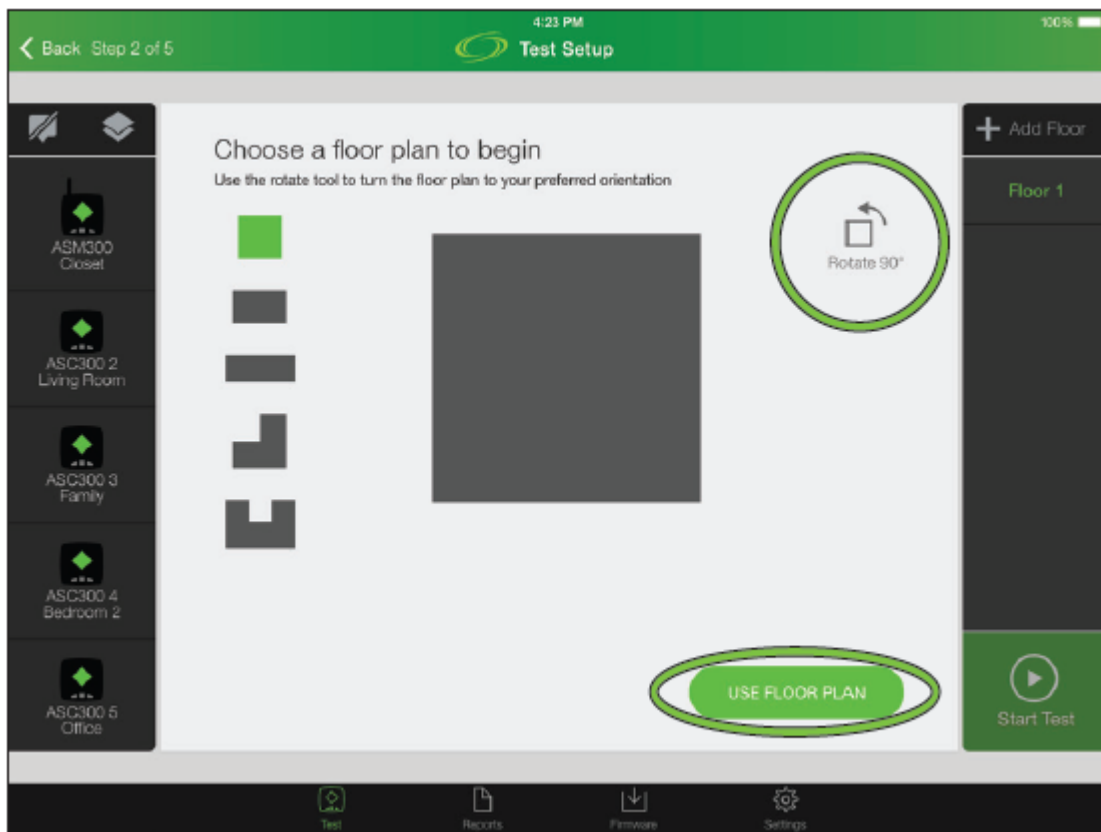 4:23 PM
100%
Back Step 2 of 5
Test Setup
ASM300
Closet
ASC300 2
Living Room
ASC300 3
Family
ASC300 4
Bedroom 2
ASC300 5
Office
Choose a floor plan to begin
Use the rotate tool to turn the floor plan to your preferred orientation
Rotate 90°
USE FLOOR PLAN
Add Floor
Floor 1
Start Test
Test
Reports
Firmware
Settings